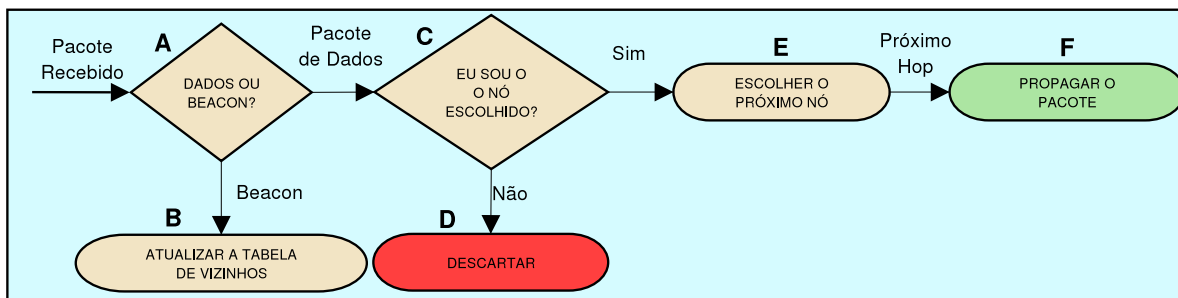 Pacote
Recebido
A
DADOS OU
BEACON?
Pacote
de Dados
C
EU SOU O
O NÓ
ESCOLHIDO?
Sim
E
ESCOLHER O
PRÓXIMO NÓ
Próximo
Hop
F
PROPAGAR O
PACOTE
Beacon
B
ATUALIZAR A TABELA
DE VIZINHOS
Não
D
DESCARTAR